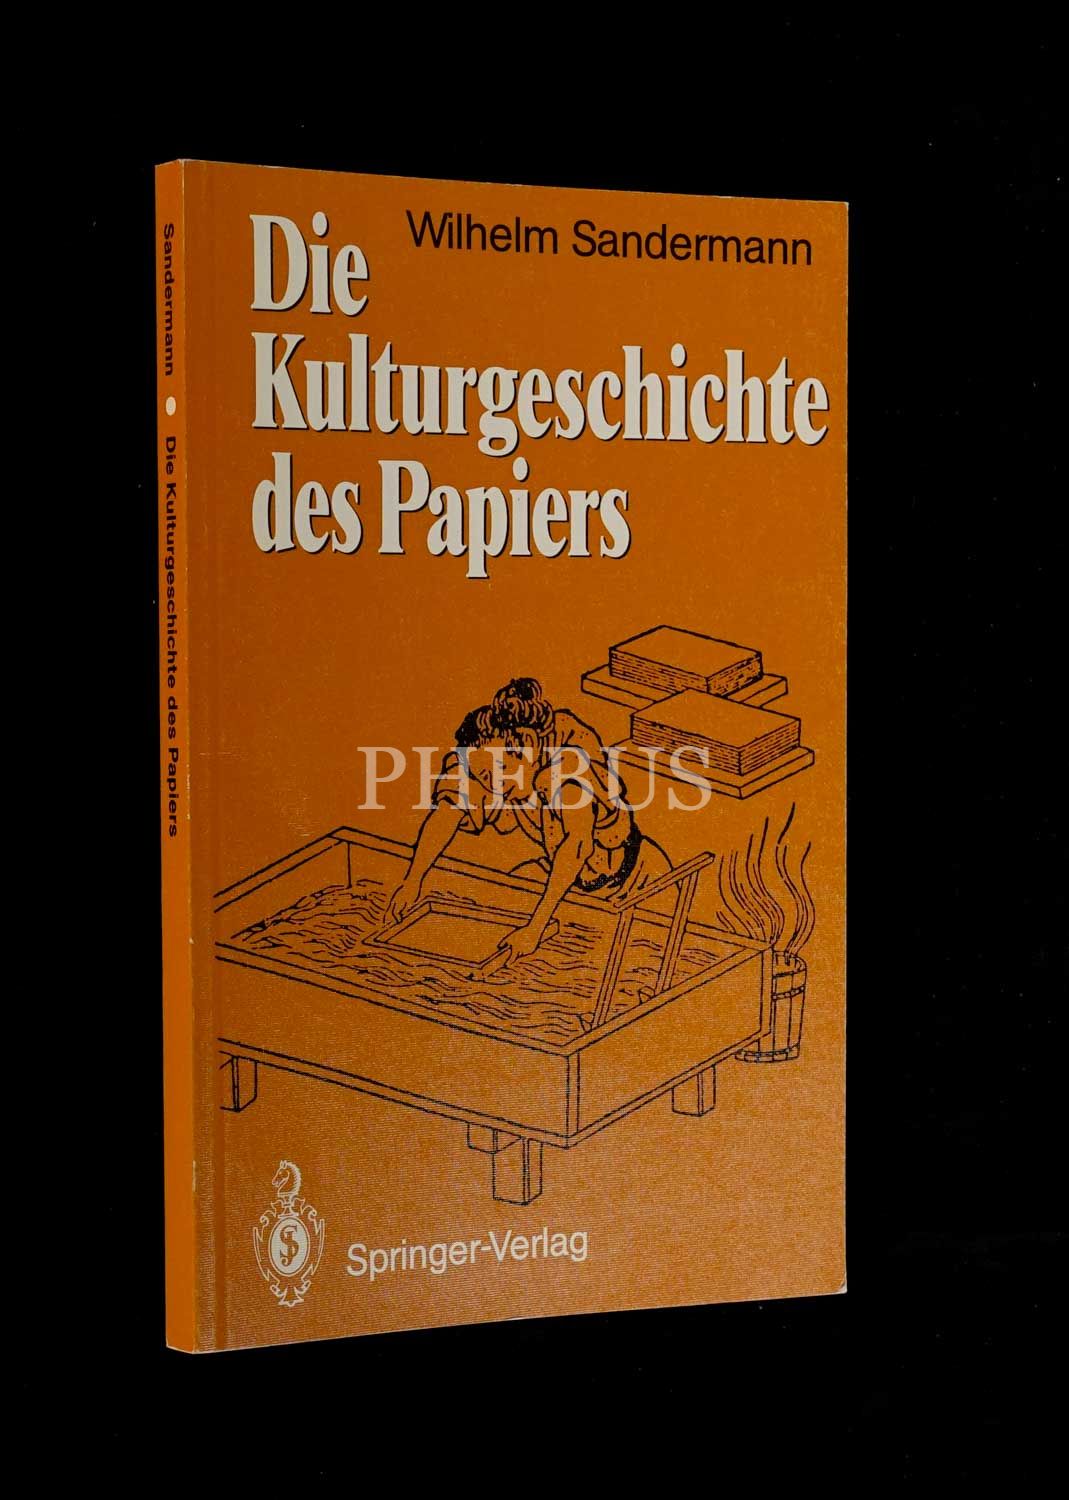 Wilhelm Sandermann
Die
Kulturgeschichte
des Papiers
PHEBUS
Springer-Verlag
Sandermann • Die Kulturgeschichte des Papiers